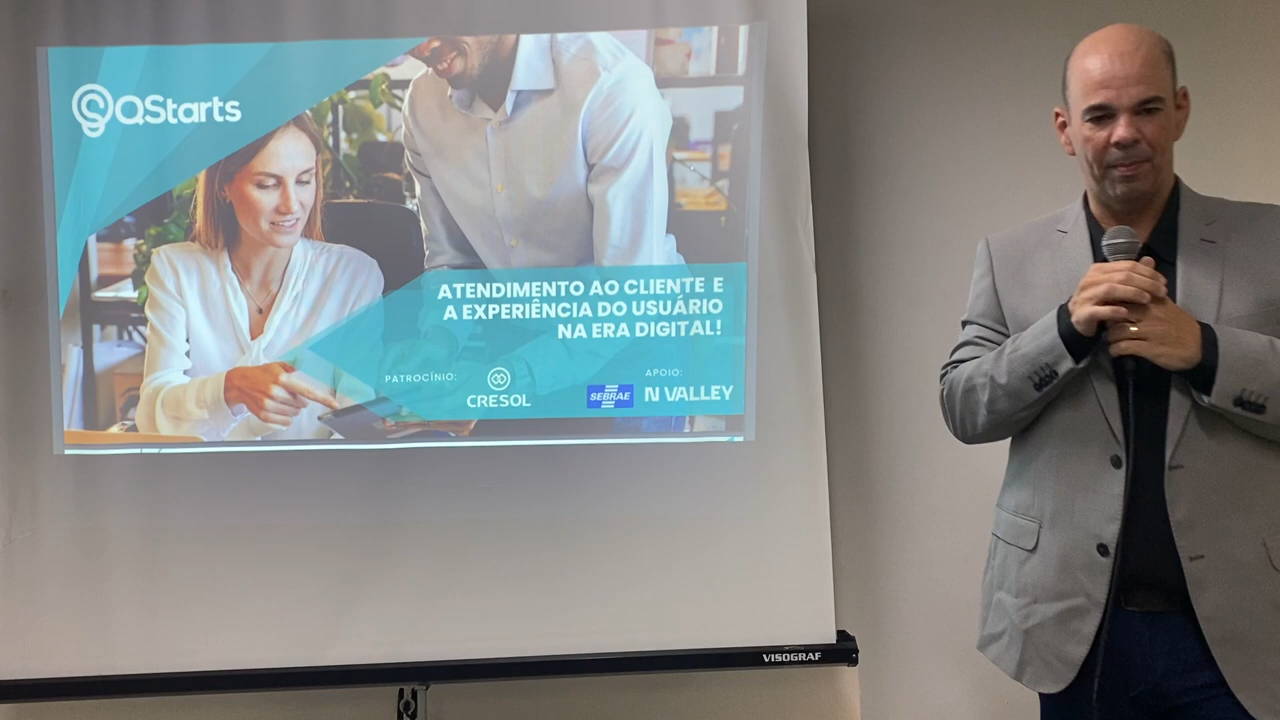 QStarts
ATENDIMENTO AO CLIENTE E
A EXPERIÊNCIA DO USUÁRIO
NA ERA DIGITAL!
PATROCÍNIO:
CRESOL
APOIO:
SEBRAE
N VALLEY
VISOGRAF